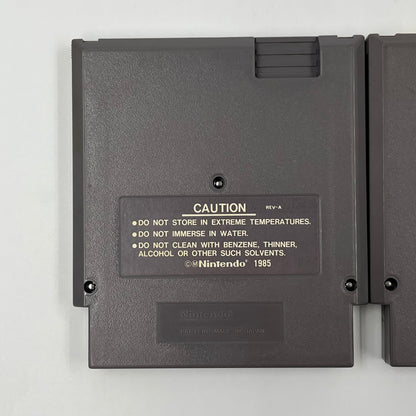 CAUTION REV-A
●DO NOT STORE IN EXTREME TEMPERATURES.
●DO NOT IMMERSE IN WATER.
●DO NOT CLEAN WITH BENZENE, THINNER,
ALCOHOL OR OTHER SUCH SOLVENTS.
©ⓂNintendo® 1985
Nintendo